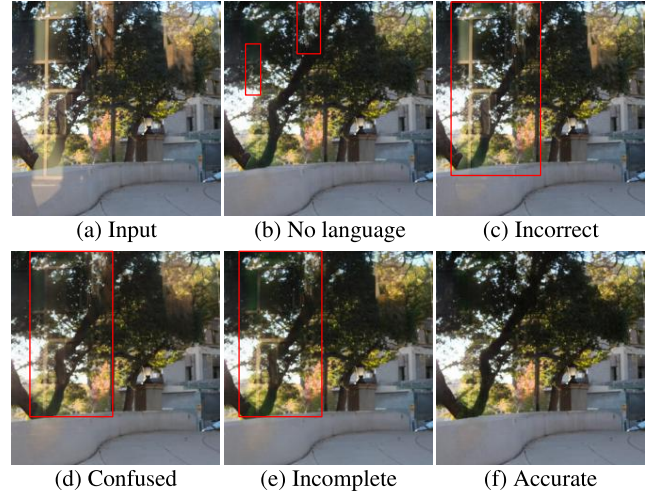 (a) Input
(b) No language
(c) Incorrect
(d) Confused
(e) Incomplete
(f) Accurate